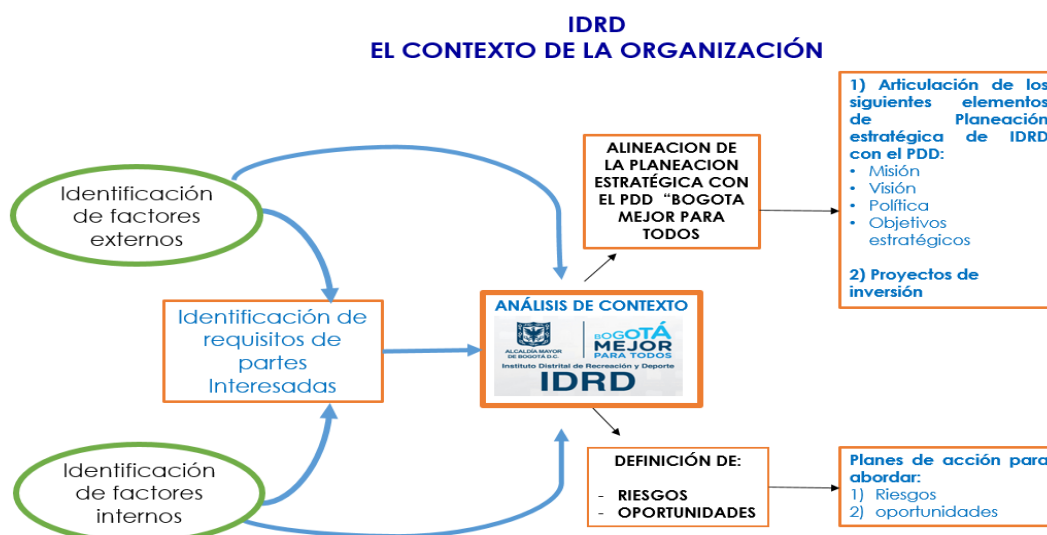 IDRD
EL CONTEXTO DE LA ORGANIZACIÓN
Identificación
de factores
externos
Identificación de
requisitos de
partes
Interesadas
Identificación
de factores
internos
ANÁLISIS DE CONTEXTO
ALCALDÍA MAYOR
DE BOGOTÁ D.C.
BOGOTÁ
MEJOR
PARA TODOS
Instituto Distrital de Recreación y Deporte
IDRD
ALINEACION DE
LA PLANEACION
ESTRATÉGICA CON
EL PDD “BOGOTA
MEJOR PARA
TODOS
1) Articulación de los
siguientes elementos
de Planeación
estratégica de IDRD
con el PDD:
• Misión
• Visión
• Política
• Objetivos
estratégicos
2) Proyectos de
inversión
DEFINICIÓN DE:
- RIESGOS
- OPORTUNIDADES
Planes de acción para
abordar:
1) Riesgos
2) oportunidades